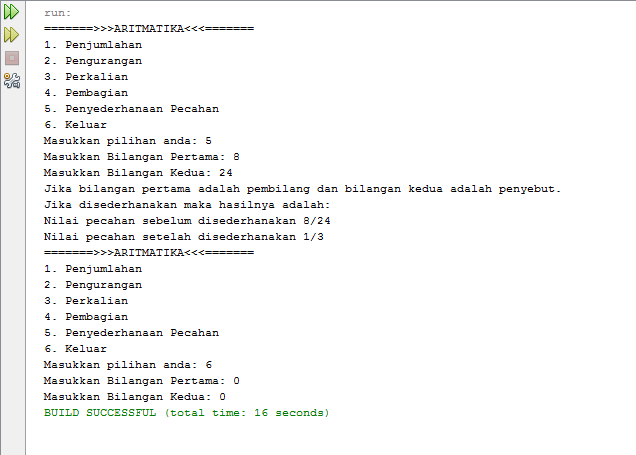 run:
=======>>>ARITMATIKA<<<=======
1. Penjumlahan
2. Pengurangan
3. Perkalian
4. Pembagian
5. Penyederhanaan Pecahan
6. Keluar
Masukkan pilihan anda: 5
Masukkan Bilangan Pertama: 8
Masukkan Bilangan Kedua: 24
Jika bilangan pertama adalah pembilang dan bilangan kedua adalah penyebut.
Jika disederhanakan maka hasilnya adalah:
Nilai pecahan sebelum disederhanakan 8/24
Nilai pecahan setelah disederhanakan 1/3
=======>>>ARITMATIKA<<<=======
1. Penjumlahan
2. Pengurangan
3. Perkalian
4. Pembagian
5. Penyederhanaan Pecahan
6. Keluar
Masukkan pilihan anda: 6
Masukkan Bilangan Pertama: 0
Masukkan Bilangan Kedua: 0
BUILD SUCCESSFUL (total time: 16 seconds)